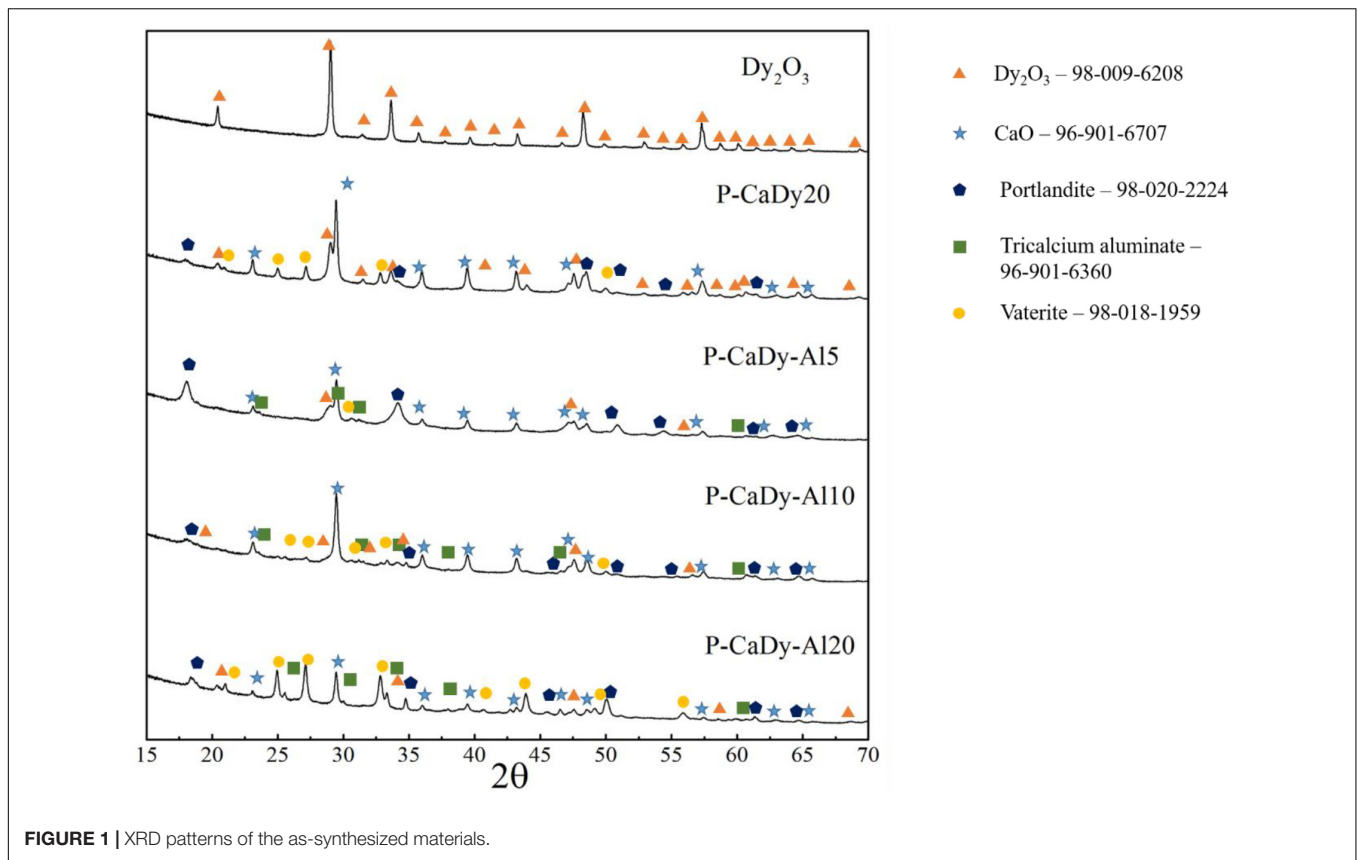 Dy₂O₃
P-CaDy20
P-CaDy-Al5
P-CaDy-Al10
P-CaDy-Al20
15 20 25 30 35 40 45 50 55 60 65 70
2θ
Dy₂O₃ – 98-009-6208
CaO – 96-901-6707
Portlandite – 98-020-2224
Tricalcium aluminate –
96-901-6360
Vaterite – 98-018-1959
FIGURE 1 | XRD patterns of the as-synthesized materials.